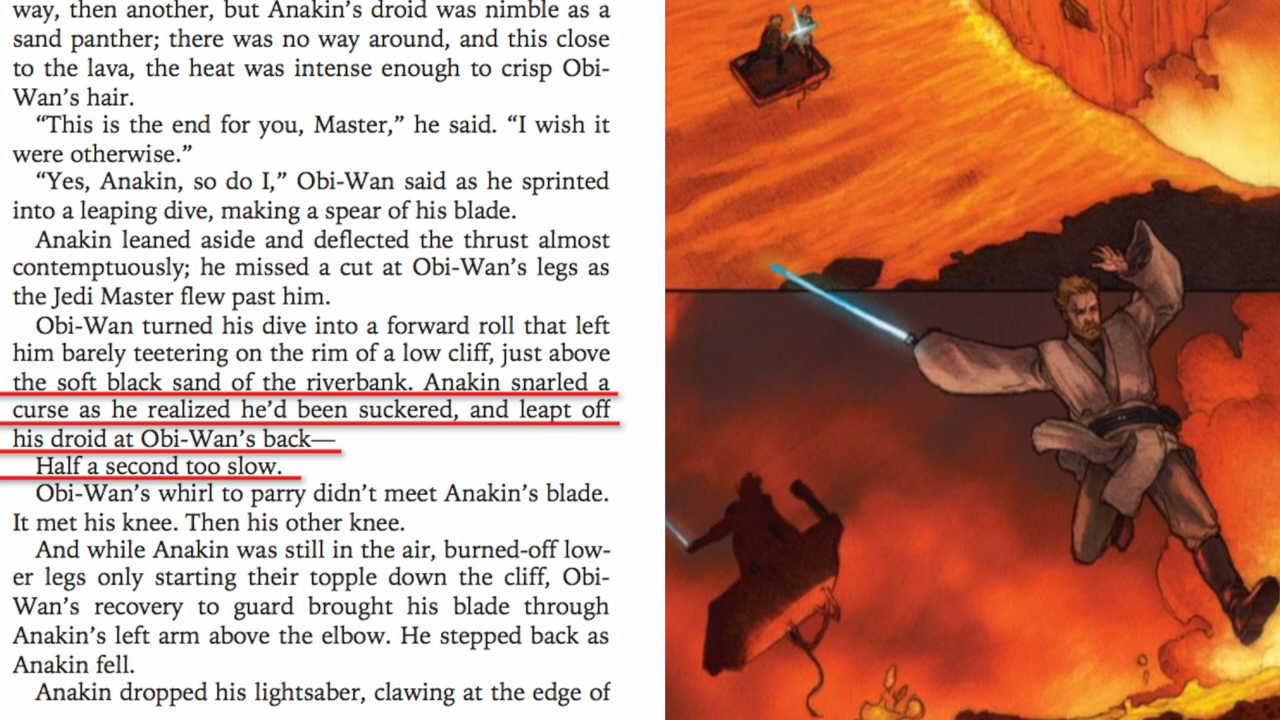 way, then another, but Anakin’s droid was nimble as a
sand panther; there was no way around, and this close
to the lava, the heat was intense enough to crisp Obi-
Wan’s hair.
“This is the end for you, Master,” he said. “I wish it
were otherwise.”
“Yes, Anakin, so do I,” Obi-Wan said as he sprinted
into a leaping dive, making a spear of his blade.
Anakin leaned aside and deflected the thrust almost
contemptuously; he missed a cut at Obi-Wan’s legs as
the Jedi Master flew past him.
Obi-Wan turned his dive into a forward roll that left
him barely teetering on the rim of a low cliff, just above
the soft black sand of the riverbank. Anakin snarled a
curse as he realized he’d been suckered, and leapt off
his droid at Obi-Wan’s back—
Half a second too slow.
Obi-Wan’s whirl to parry didn’t meet Anakin’s blade.
It met his knee. Then his other knee.
And while Anakin was still in the air, burned-off low-
er legs only starting their topple down the cliff, Obi-
Wan’s recovery to guard brought his blade through
Anakin’s left arm above the elbow. He stepped back as
Anakin fell.
Anakin dropped his lightsaber, clawing at the edge of